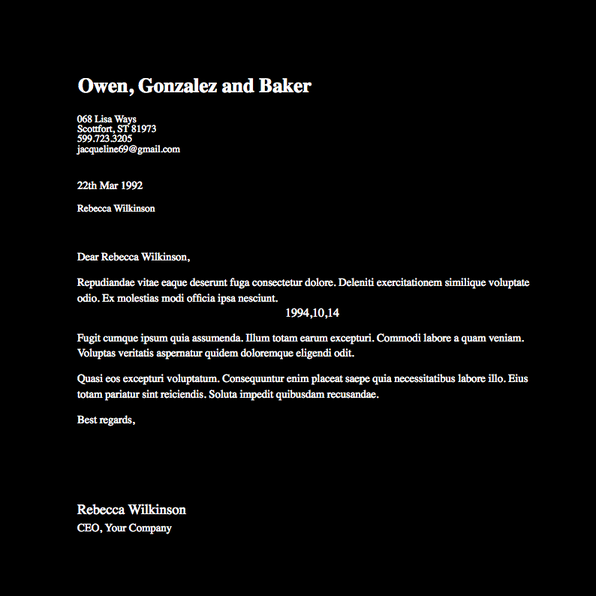 Owen, Gonzalez and Baker
068 Lisa Ways
Scottfort, ST 81973
599.723.3205
jacqueline69@gmail.com
22th Mar 1992
Rebecca Wilkinson
Dear Rebecca Wilkinson,
Repudiandae vitae eaque deserunt fuga consectetur dolore. Deleniti exercitationem similique voluptate
odio. Ex molestias modi officia ipsa nesciunt.
1994,10,14
Fugit cumque ipsum quia assumenda. Illum totam earum excepturi. Commodi labore a quam veniam.
Voluptas veritatis aspernatur quidem doloremque eligendi odit.
Quasi eos excepturi voluptatum. Consequuntur enim placeat saepe quia necessitatibus labore illo. Eius
totam pariatur sint reiciendis. Soluta impedit quibusdam recusandae.
Best regards,
Rebecca Wilkinson
CEO, Your Company